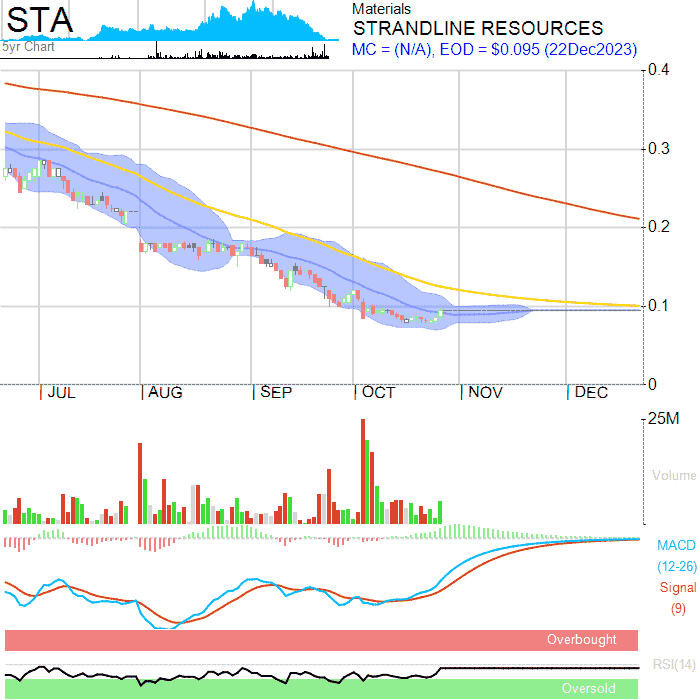 STA
5yr Chart
Materials
STRANDLINE RESOURCES
MC = (N/A), EOD = $0.095 (22Dec2023)
0.4
0.3
0.2
0.1
0
JUL AUG SEP OCT NOV DEC
25M
Volume
MACD
(12-26)
Signal
(9)
Overbought
RSI(14)
Oversold